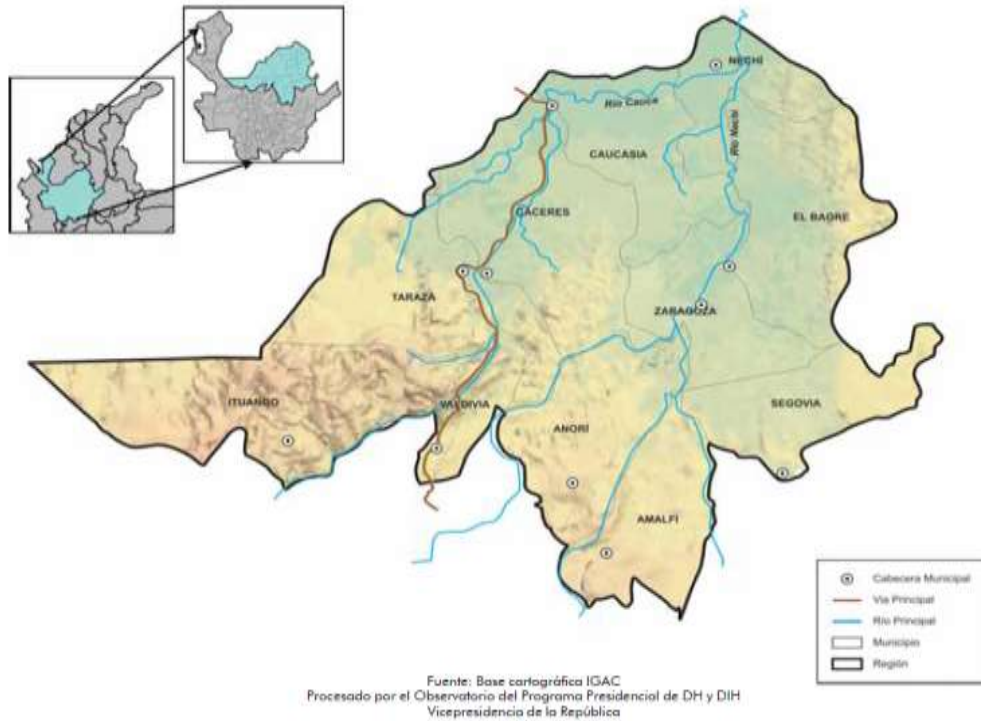 NECHÍ
Río Cauca
Río Nechí
CAUCASIA
CÁCERES
EL BAGRE
TARAZÁ
ZARAGOZA
ITUANGO
VALDIVIA
ANORÍ
SEGOVIA
AMALFI
Cabecera Municipal
Vía Principal
Río Principal
Municipio
Región
Fuente: Base cartográfica IGAC
Procesado por el Observatorio del Programa Presidencial de DH y DIH
Vicepresidencia de la República